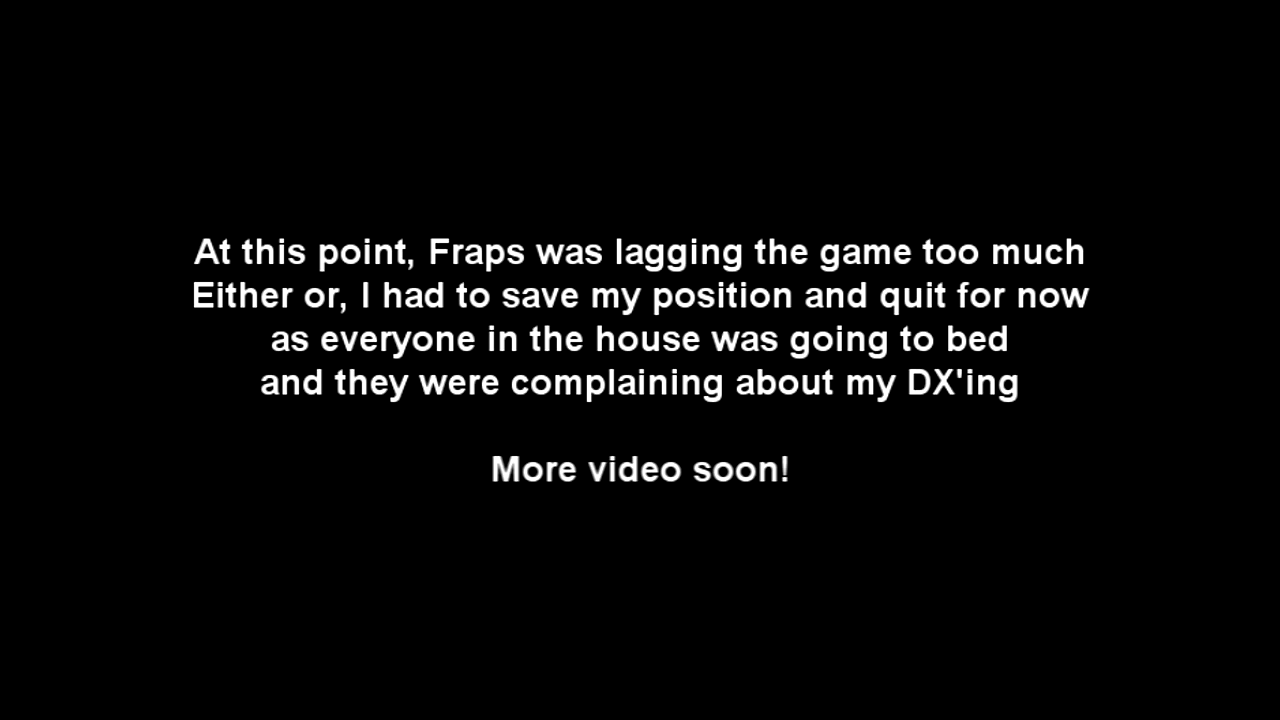 At this point, Fraps was lagging the game too much
Either or, I had to save my position and quit for now
as everyone in the house was going to bed
and they were complaining about my DX'ing
More video soon!